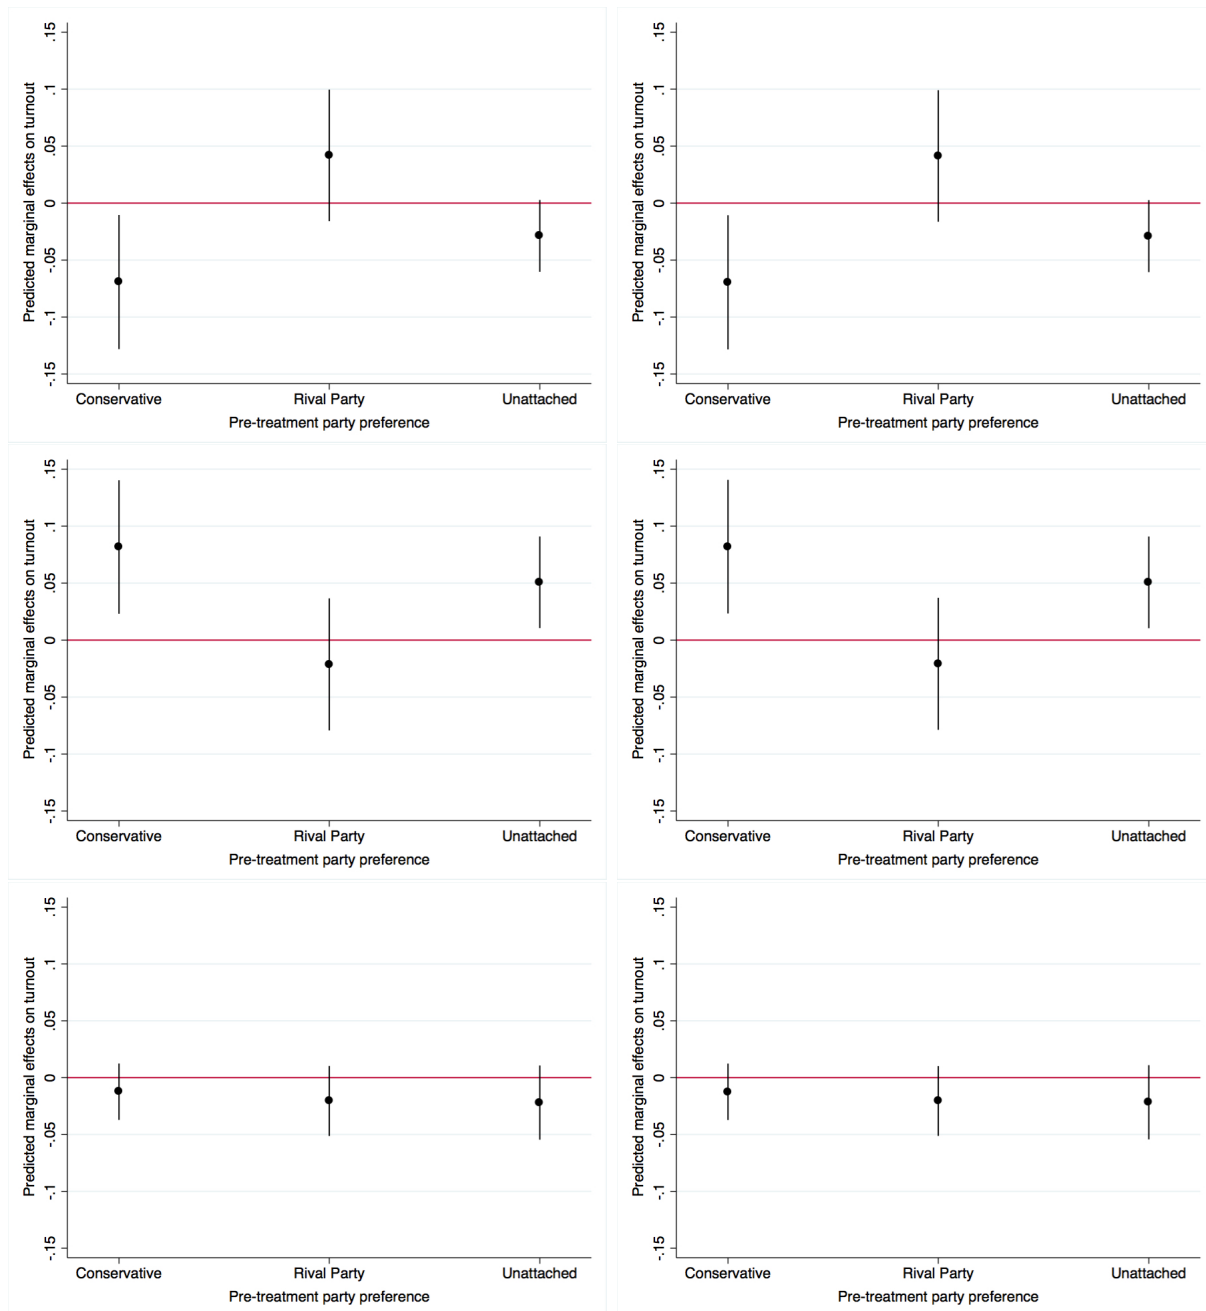 .15
.1
.05
0
-.05
-.1
-.15
Predicted marginal effects on turnout
Conservative Rival Party Unattached
Pre-treatment party preference
.15
.1
.05
0
-.05
-.1
-.15
Predicted marginal effects on turnout
Conservative Rival Party Unattached
Pre-treatment party preference
.15
.1
.05
0
-.05
-.1
-.15
Predicted marginal effects on turnout
Conservative Rival Party Unattached
Pre-treatment party preference
.15
.1
.05
0
-.05
-.1
-.15
Predicted marginal effects on turnout
Conservative Rival Party Unattached
Pre-treatment party preference
.15
.1
.05
0
-.05
-.1
-.15
Predicted marginal effects on turnout
Conservative Rival Party Unattached
Pre-treatment party preference
.15
.1
.05
0
-.05
-.1
-.15
Predicted marginal effects on turnout
Conservative Rival Party Unattached
Pre-treatment party preference